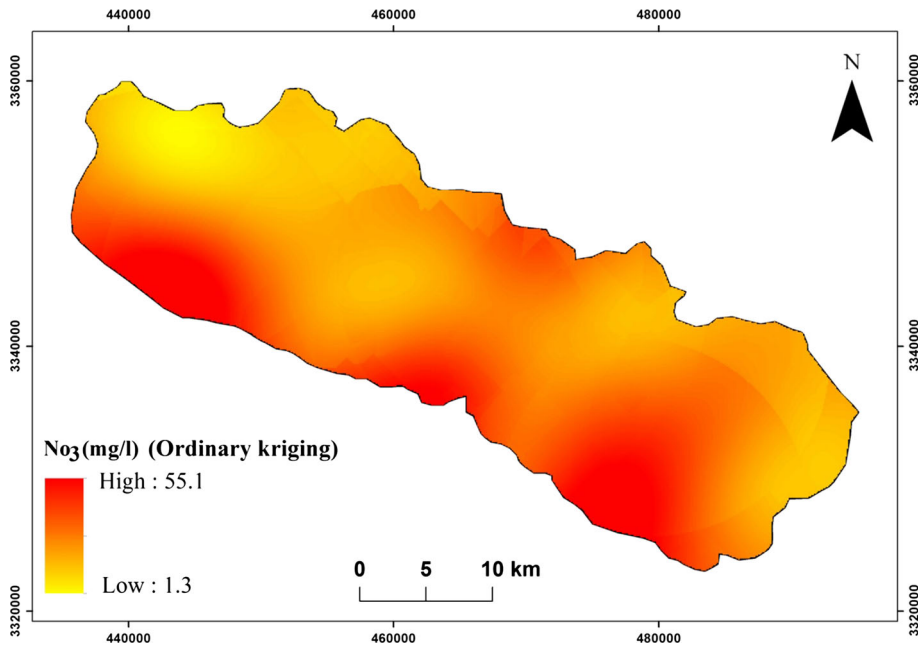 440000 460000 480000
3360000 3360000
N
3340000 3340000
No3(mg/l) (Ordinary kriging)
High : 55.1
Low : 1.3
0 5 10 km
3320000 3320000
440000 460000 480000